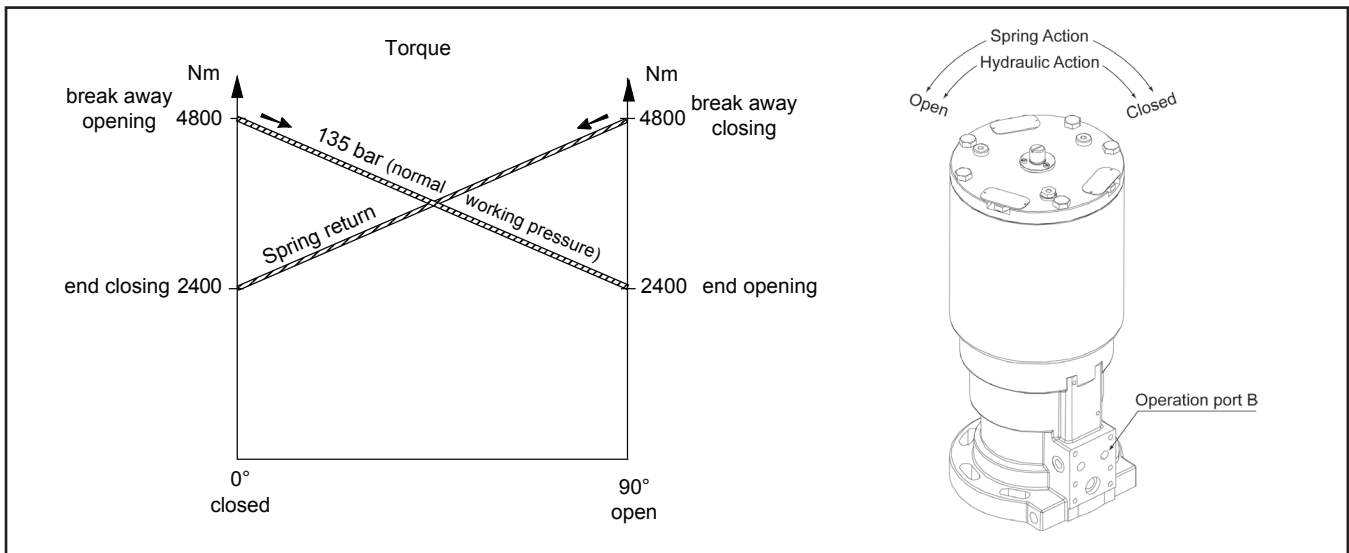 Torque
Nm
break away
opening
4800
135 bar (normal
working pressure)
Spring return
end closing
2400
0°
closed
Nm
4800
break away
closing
2400
end opening
90°
open
Spring Action
Hydraulic Action
Open
Closed
Operation port B